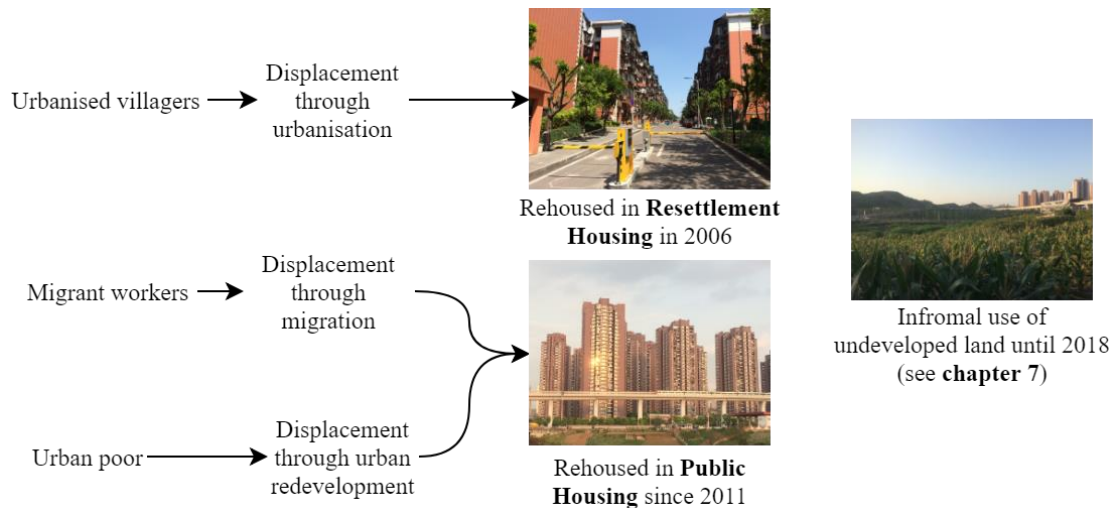 Urbanised villagers
Displacement
through
urbanisation
Rehoused in Resettlement
Housing in 2006
Migrant workers
Displacement
through
migration
Urban poor
Displacement
through urban
redevelopment
Rehoused in Public
Housing since 2011
Infromal use of
undeveloped land until 2018
(see chapter 7)